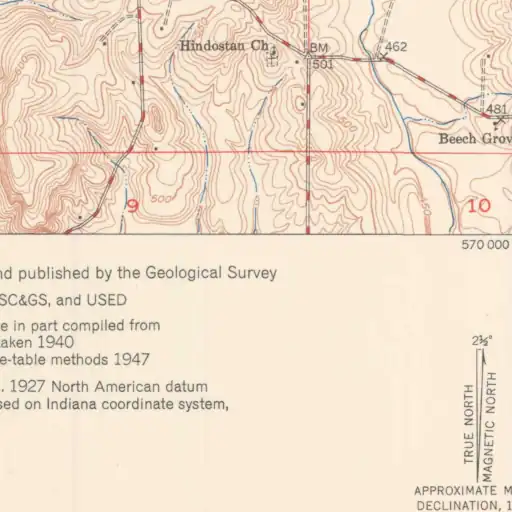 Hindostan Ch
BM
501
462
481
Beech Grov
500
450
9
10
570 000
nd published by the Geological Survey
SC&GS, and USED
e in part compiled from
taken 1940
e-table methods 1947
. 1927 North American datum
sed on Indiana coordinate system,
2½°
TRUE NORTH
MAGNETIC NORTH
APPROXIMATE M
DECLINATION, 1